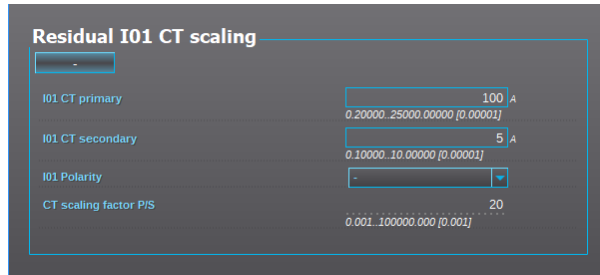 Residual I01 CT scaling
-
I01 CT primary 100 A
0.20000..25000.00000 [0.00001]
I01 CT secondary 5 A
0.10000..10.00000 [0.00001]
I01 Polarity -
CT scaling factor P/S 20
0.001..100000.000 [0.001]